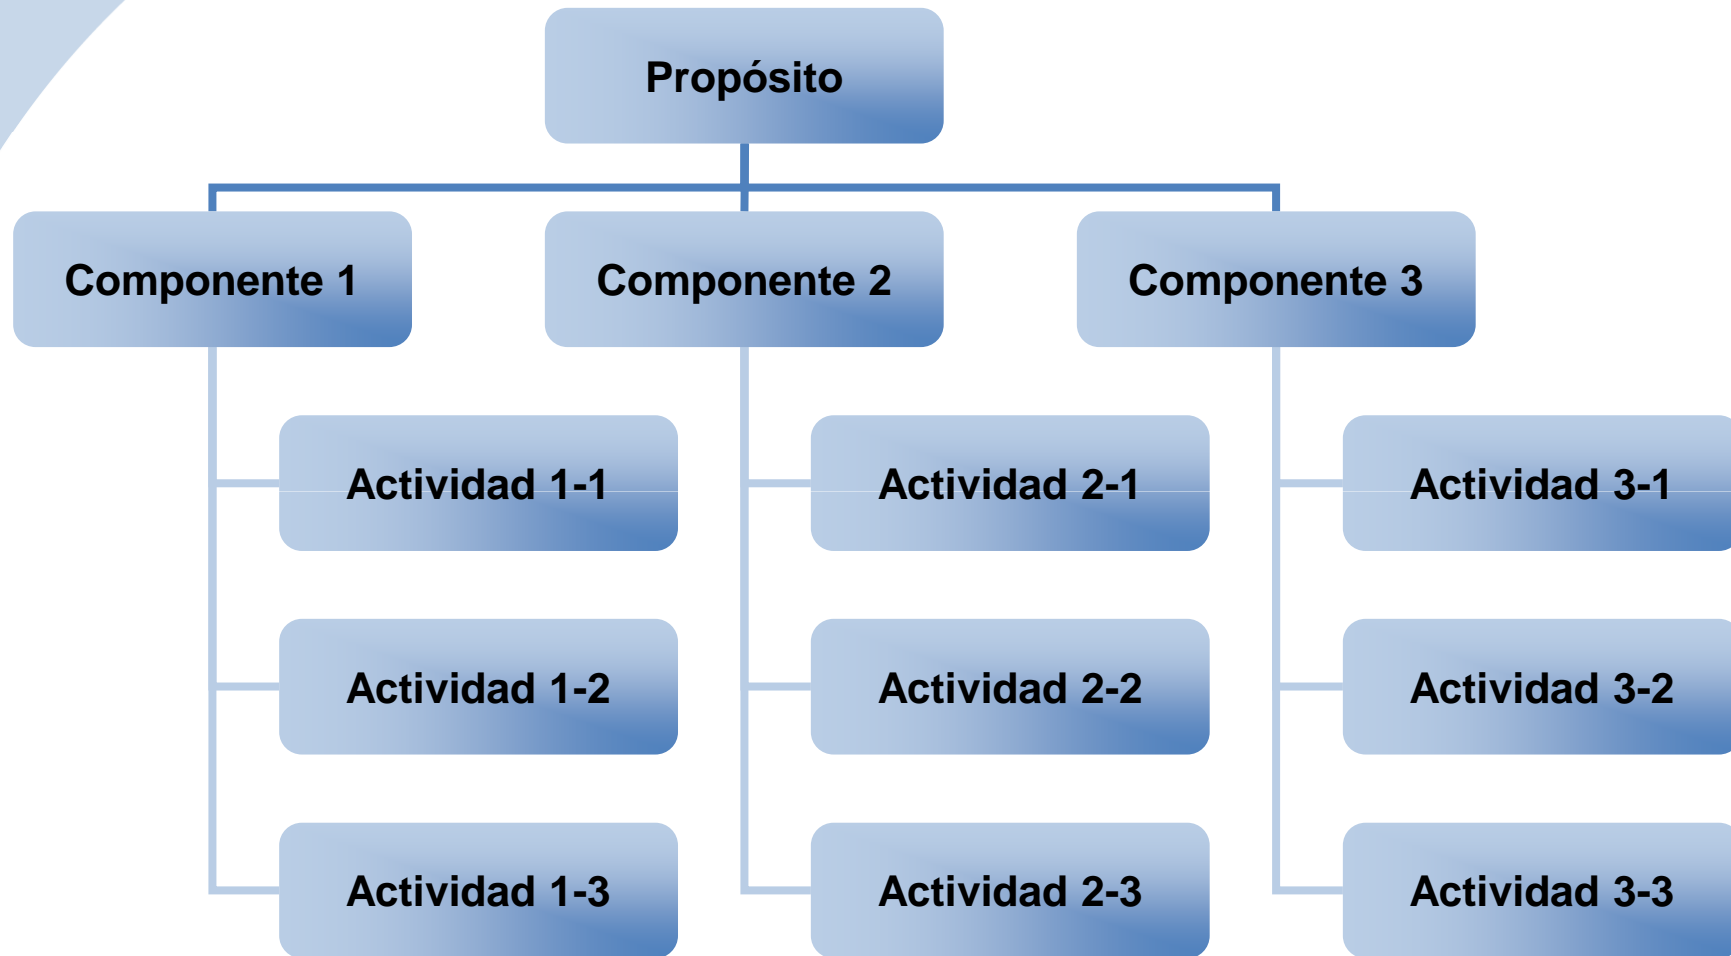 Propósito
Componente 1
Componente 2
Componente 3
Actividad 1-1
Actividad 2-1
Actividad 3-1
Actividad 1-2
Actividad 2-2
Actividad 3-2
Actividad 1-3
Actividad 2-3
Actividad 3-3